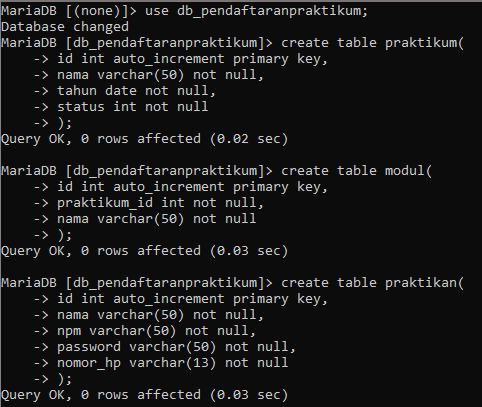 MariaDB [(none)]> use db_pendaftaranpraktikum;
Database changed
MariaDB [db_pendaftaranpraktikum]> create table praktikum(
    -> id int auto_increment primary key,
    -> nama varchar(50) not null,
    -> tahun date not null,
    -> status int not null
    -> );
Query OK, 0 rows affected (0.02 sec)

MariaDB [db_pendaftaranpraktikum]> create table modul(
    -> id int auto_increment primary key,
    -> praktikum_id int not null,
    -> nama varchar(50) not null
    -> );
Query OK, 0 rows affected (0.03 sec)

MariaDB [db_pendaftaranpraktikum]> create table praktikan(
    -> id int auto_increment primary key,
    -> nama varchar(50) not null,
    -> npm varchar(50) not null,
    -> password varchar(50) not null,
    -> nomor_hp varchar(13) not null
    -> );
Query OK, 0 rows affected (0.03 sec)